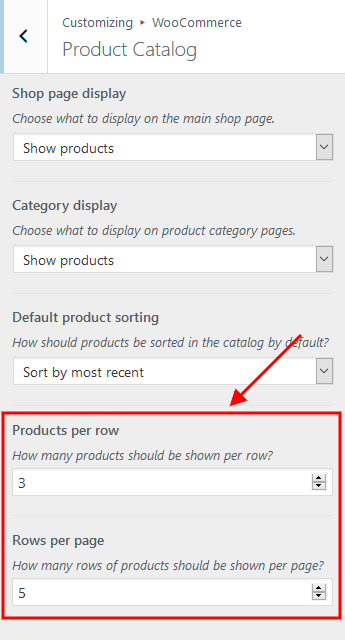 Customizing ▸ WooCommerce
Product Catalog
Shop page display
Choose what to display on the main shop page.
Show products
Category display
Choose what to display on product category pages.
Show products
Default product sorting
How should products be sorted in the catalog by default?
Sort by most recent
Products per row
How many products should be shown per row?
3
Rows per page
How many rows of products should be shown per page?
5